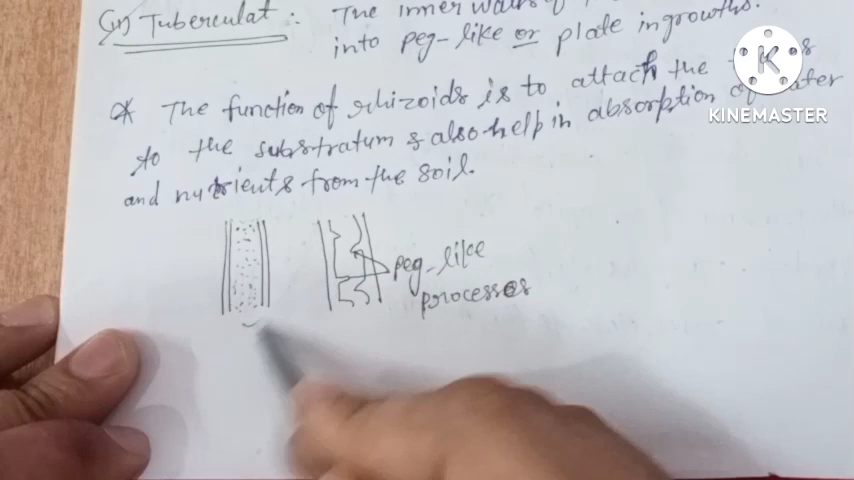 (ii) Tuberculat : The inner walls of
into peg-like or plate ingrowths.
* The function of rhizoids is to attach the
to the substratum & also help in absorption of water
and nutrients from the soil.
peg-like
processes
KINEMASTER